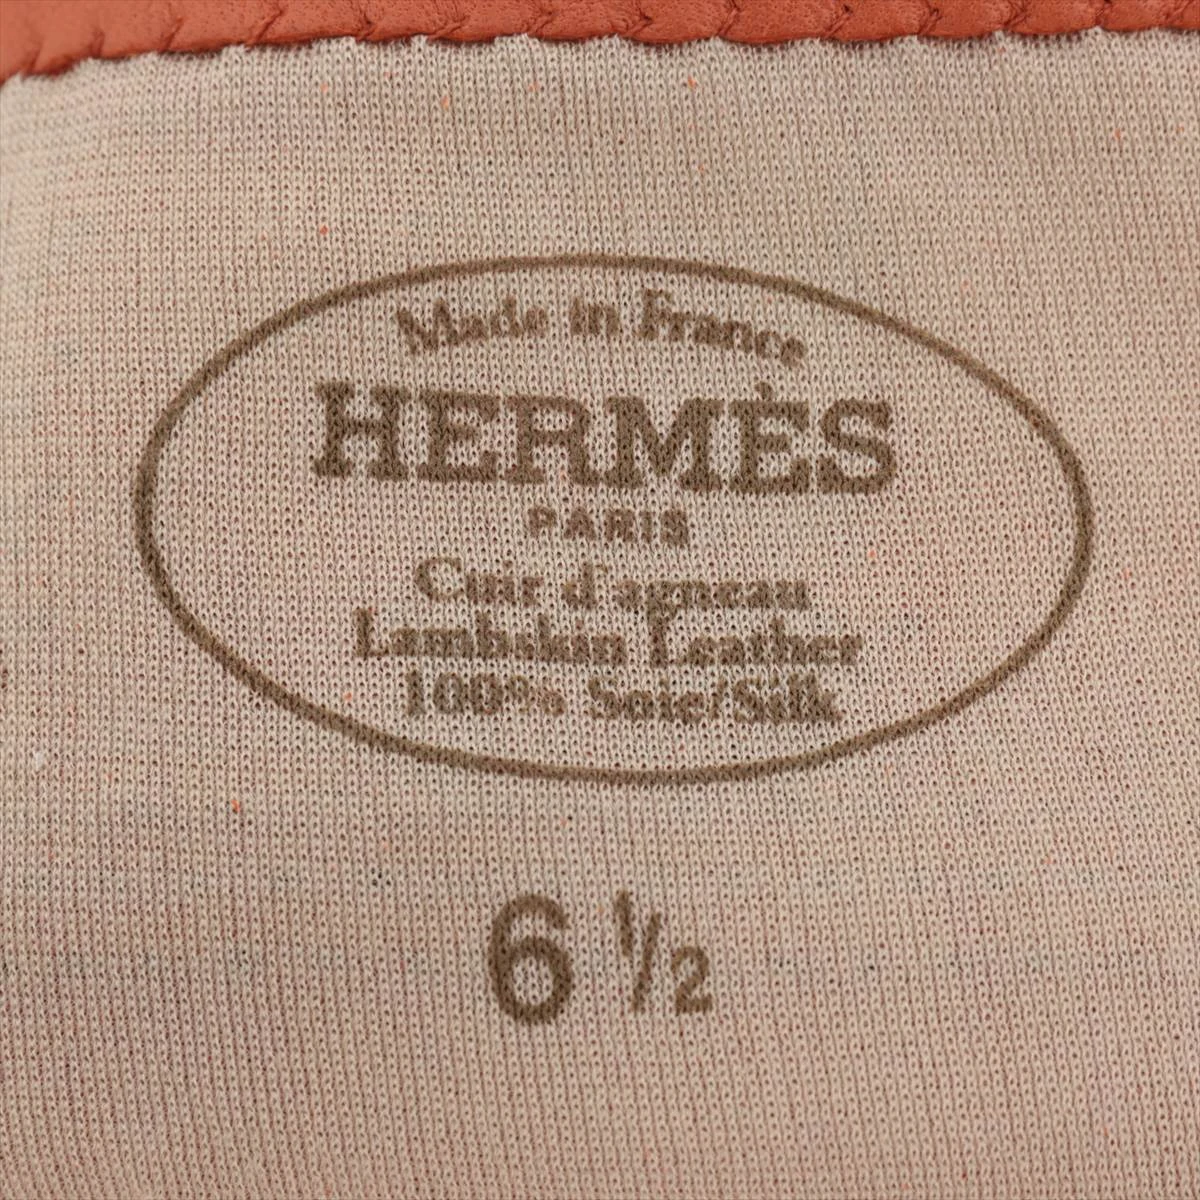 Made in France
HERMÈS
PARIS
Cuir d'agneau
Lambskin Leather
100% Soie/Silk
6 1/2